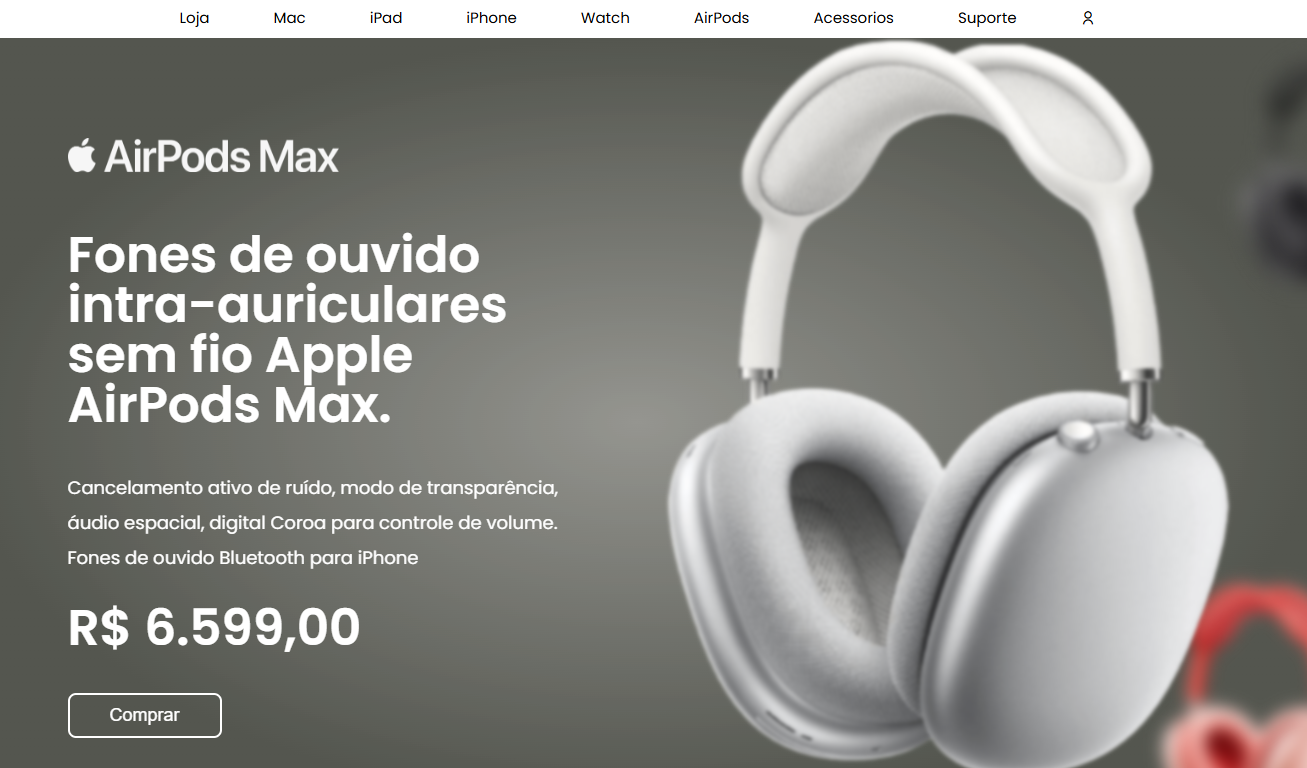 Loja Mac iPad iPhone Watch AirPods Acessorios Suporte
AirPods Max
Fones de ouvido
intra-auriculares
sem fio Apple
AirPods Max.
Cancelamento ativo de ruído, modo de transparência,
áudio espacial, digital Coroa para controle de volume.
Fones de ouvido Bluetooth para iPhone
R$ 6.599,00
Comprar